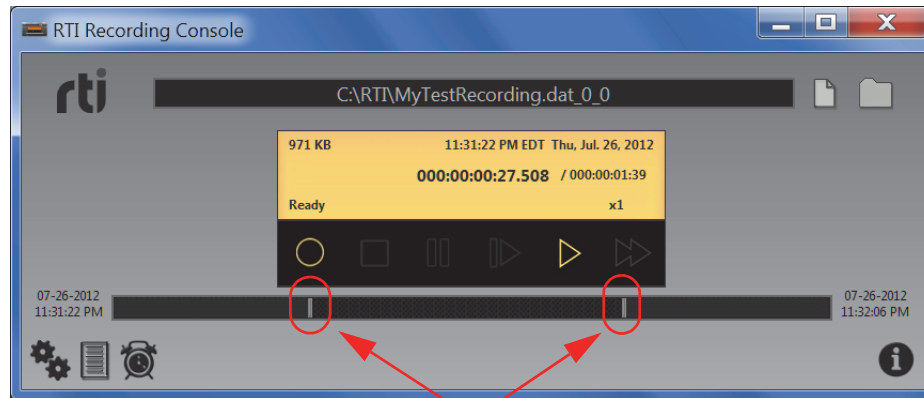 RTI Recording Console
rti
C:\RTI\MyTestRecording.dat_0_0
971 KB 11:31:22 PM EDT Thu, Jul. 26, 2012
000:00:00:27.508 / 000:00:01:39
Ready x1
07-26-2012
11:31:22 PM
07-26-2012
11:32:06 PM